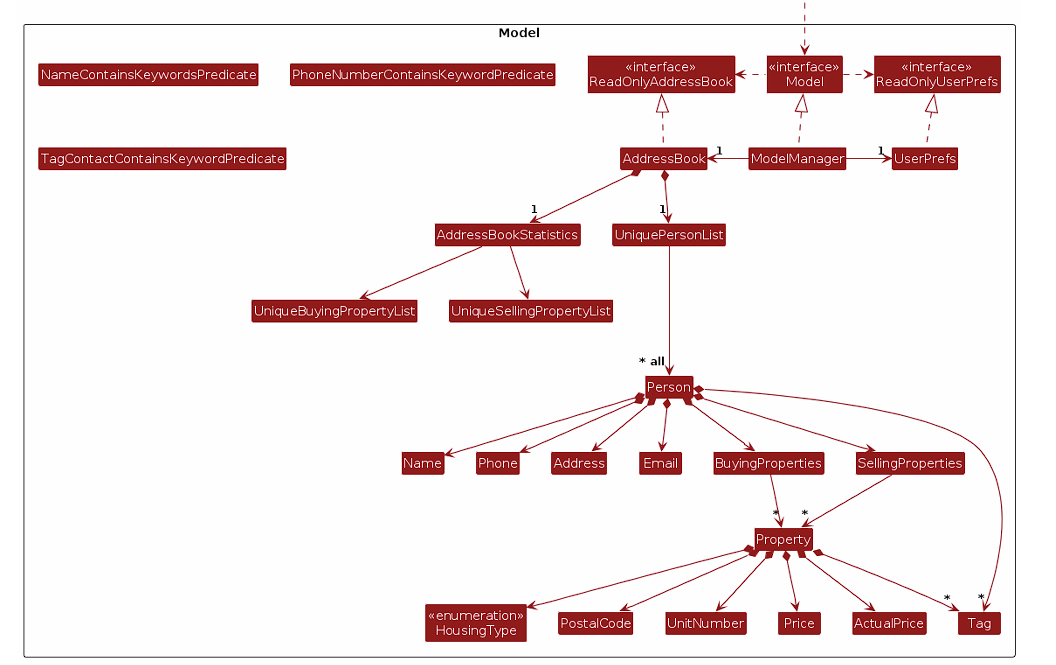 Model
NameContainsKeywordsPredicate
PhoneNumberContainsKeywordPredicate
«interface»
ReadOnlyAddressBook
«interface»
Model
«interface»
ReadOnlyUserPrefs
TagContactContainsKeywordPredicate
AddressBook
1
ModelManager
1
UserPrefs
1
1
AddressBookStatistics
UniquePersonList
UniqueBuyingPropertyList
UniqueSellingPropertyList
* all
Person
Name
Phone
Address
Email
BuyingProperties
SellingProperties
*
*
Property
*
*
«enumeration»
HousingType
PostalCode
UnitNumber
Price
ActualPrice
Tag